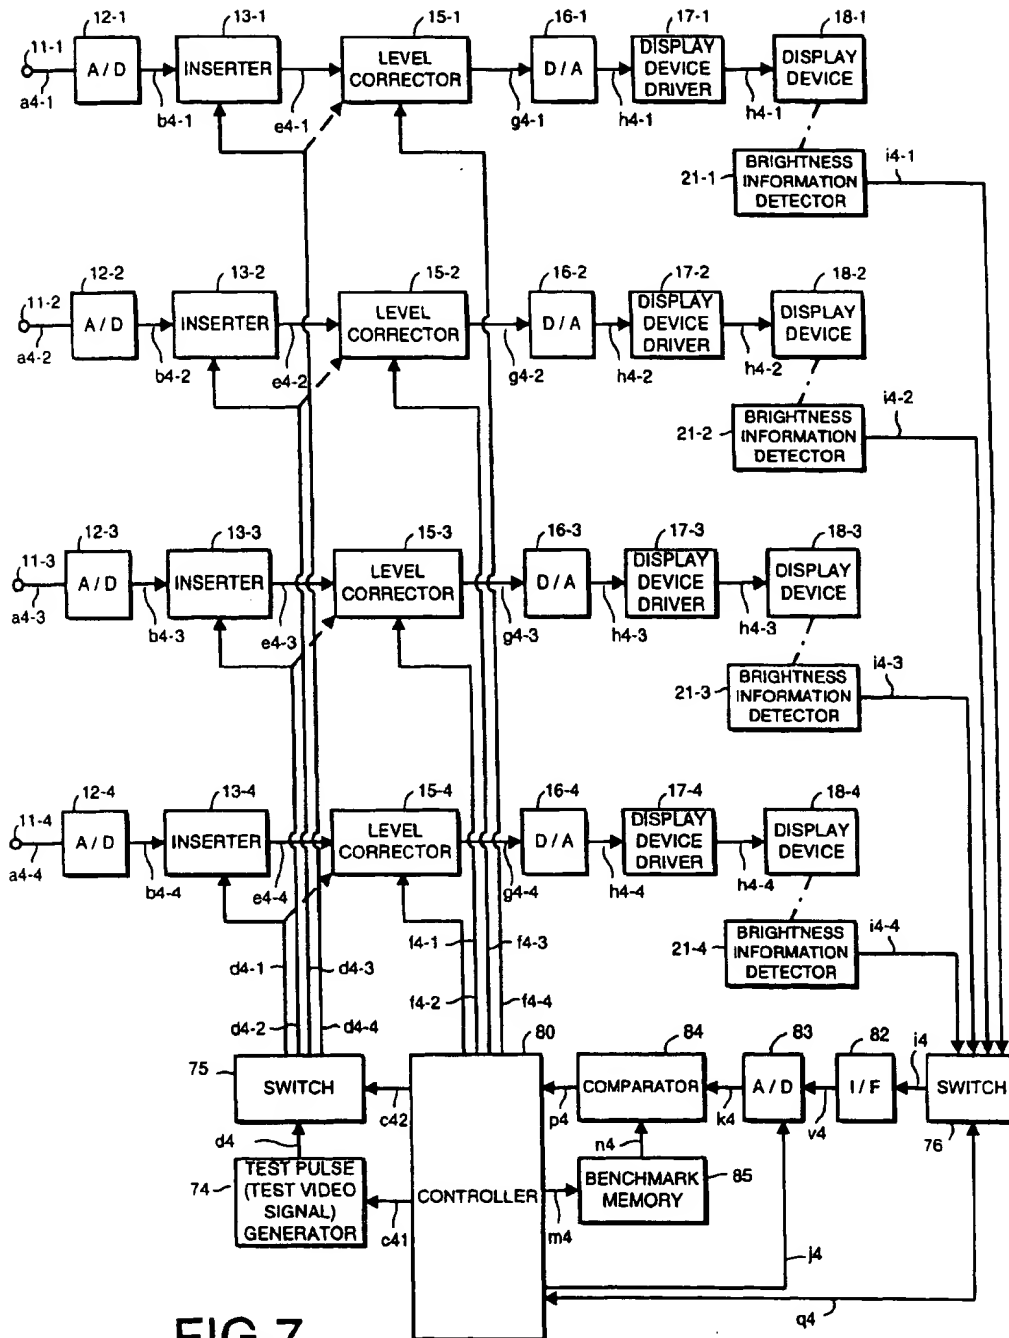 12-1
13-1
15-1
16-1
17-1
18-1
11-1
A/D
INSERTER
LEVEL
CORRECTOR
D/A
DISPLAY
DEVICE
DRIVER
DISPLAY
DEVICE
a4-1
b4-1
e4-1
g4-1
h4-1
h4-1
21-1
BRIGHTNESS
INFORMATION
DETECTOR
i4-1
12-2
13-2
15-2
16-2
17-2
18-2
11-2
A/D
INSERTER
LEVEL
CORRECTOR
D/A
DISPLAY
DEVICE
DRIVER
DISPLAY
DEVICE
a4-2
b4-2
e4-2
g4-2
h4-2
h4-2
21-2
BRIGHTNESS
INFORMATION
DETECTOR
i4-2
12-3
13-3
15-3
16-3
17-3
18-3
11-3
A/D
INSERTER
LEVEL
CORRECTOR
D/A
DISPLAY
DEVICE
DRIVER
DISPLAY
DEVICE
a4-3
b4-3
e4-3
g4-3
h4-3
h4-3
21-3
BRIGHTNESS
INFORMATION
DETECTOR
i4-3
12-4
13-4
15-4
16-4
17-4
18-4
11-4
A/D
INSERTER
LEVEL
CORRECTOR
D/A
DISPLAY
DEVICE
DRIVER
DISPLAY
DEVICE
a4-4
b4-4
e4-4
g4-4
h4-4
h4-4
21-4
BRIGHTNESS
INFORMATION
DETECTOR
i4-4
d4-1
d4-3
f4-1
f4-3
d4-2
d4-4
f4-2
f4-4
75
SWITCH
c42
80
CONTROLLER
84
COMPARATOR
p4
83
A/D
k4
82
I/F
v4
i4
SWITCH
76
d4
74
TEST PULSE
(TEST VIDEO
SIGNAL)
GENERATOR
c41
n4
BENCHMARK
MEMORY
85
m4
j4
q4
FIG.7